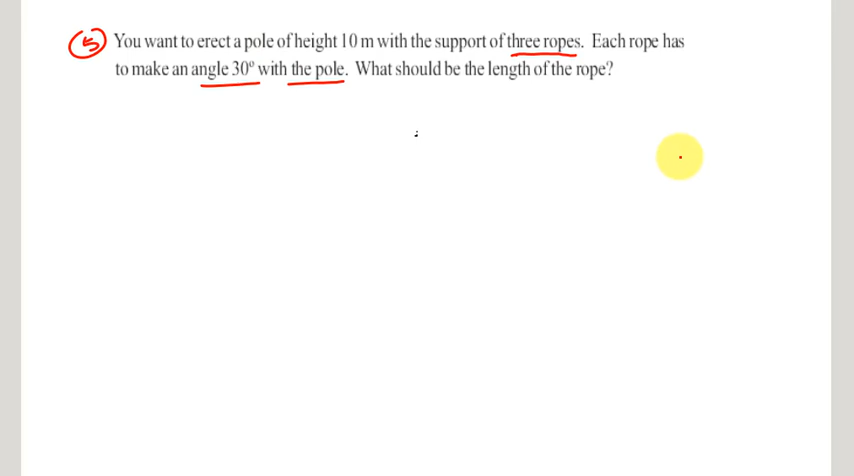 (5) You want to erect a pole of height 10 m with the support of three ropes. Each rope has
to make an angle 30º with the pole. What should be the length of the rope?